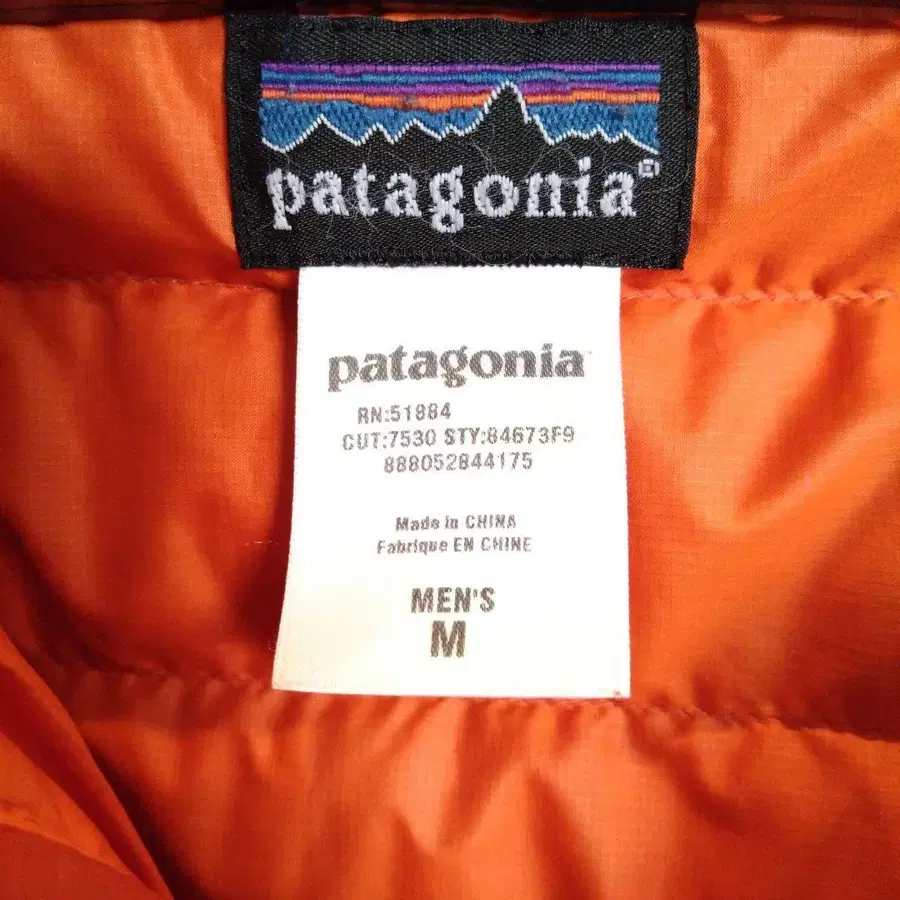 patagonia®
patagonia
RN:51884
CUT:7530 STY:84673F9
888052844175
Made in CHINA
Fabrique EN CHINE
MEN'S
M